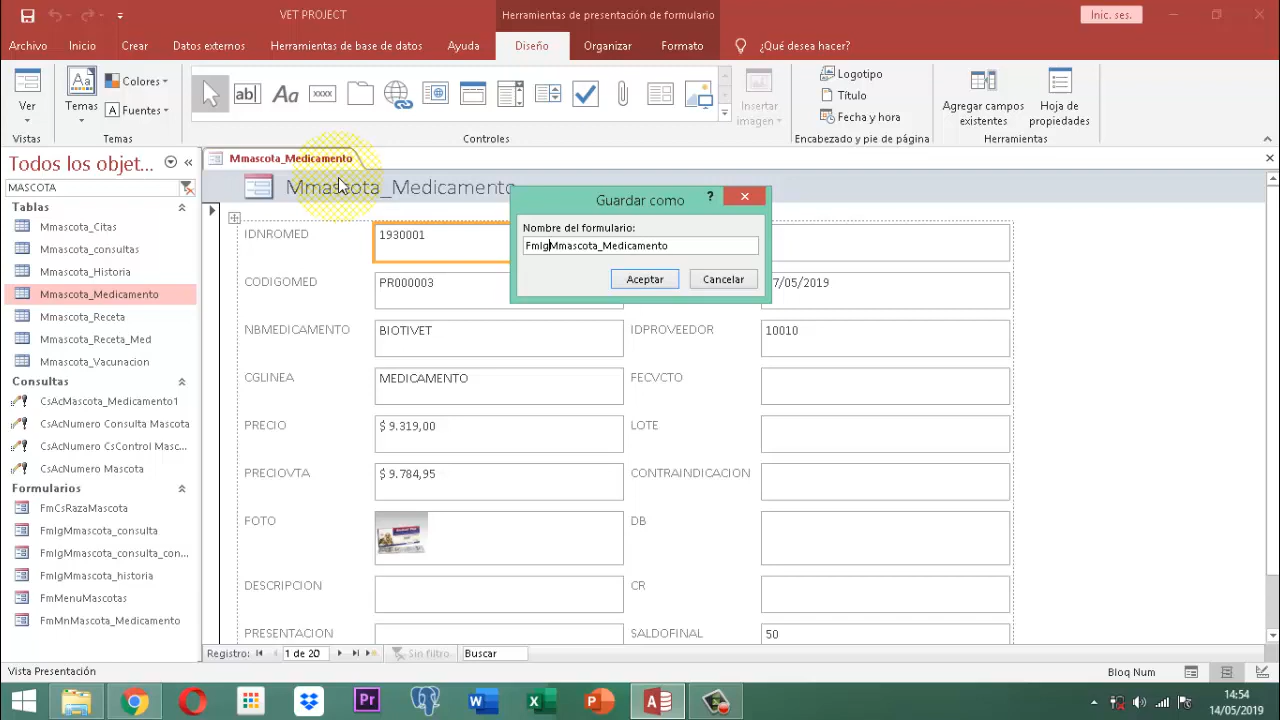 VET PROJECT
Herramientas de presentación de formulario
Inic. ses.
Archivo
Inicio
Crear
Datos externos
Herramientas de base de datos
Ayuda
Diseño
Organizar
Formato
¿Qué desea hacer?
Ver
Temas
Aa
Colores
Fuentes
ab|
Aa
xxxx
Insertar
imagen
Logotipo
Título
Fecha y hora
Agregar campos
existentes
Hoja de
propiedades
Vistas
Temas
Controles
Encabezado y pie de página
Herramientas
Todos los objet...
MASCOTA
Tablas
Mmascota_Citas
Mmascota_consultas
Mmascota_Historia
Mmascota_Medicamento
Mmascota_Receta
Mmascota_Receta_Med
Mmascota_Vacunacion
Consultas
CsAcMascota_Medicamento1
CsAcNumero Consulta Mascota
CsAcNumero CsControl Masc...
CsAcNumero Mascota
Formularios
FmCsRazaMascota
FmIgMmascota_consulta
FmIgMmascota_consulta_con...
FmIgMmascota_historia
FmMenuMascotas
FmMnMascota_Medicamento
Mmascota_Medicamento
Mmascota_Medicamento
Guardar como
?
Nombre del formulario:
FmIgMmascota_Medicamento
Aceptar
Cancelar
IDNROMED
1930001
CODIGOMED
PR000003
7/05/2019
NBMEDICAMENTO
BIOTIVET
IDPROVEEDOR
10010
CGLINEA
MEDICAMENTO
FECVCTO
PRECIO
$ 9.319,00
LOTE
PRECIOVTA
$ 9.784,95
CONTRAINDICACION
FOTO
DB
DESCRIPCION
CR
PRESENTACION
SALDOFINAL
50
Registro:
1 de 20
Sin filtro
Buscar
Vista Presentación
Bloq Num
Pr
14:54
14/05/2019